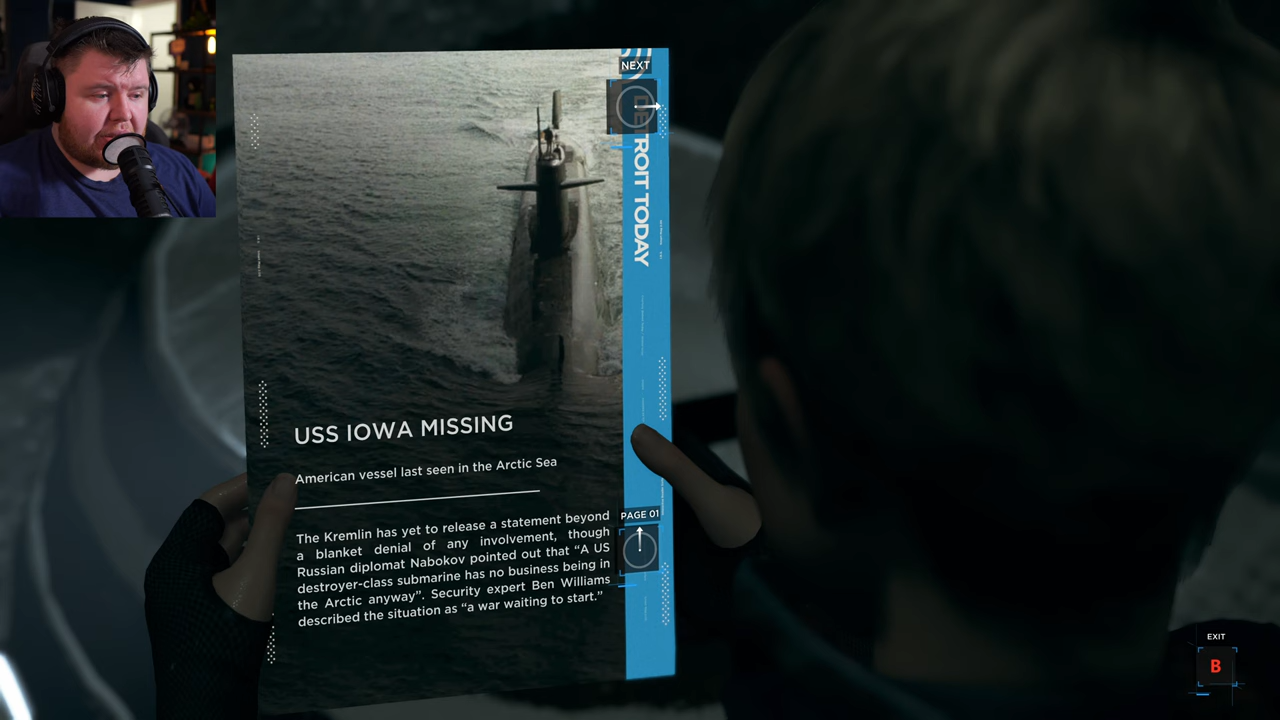 NEXT
DETROIT TODAY
USS IOWA MISSING
American vessel last seen in the Arctic Sea
The Kremlin has yet to release a statement beyond
a blanket denial of any involvement, though
Russian diplomat Nabokov pointed out that “A US
destroyer-class submarine has no business being in
the Arctic anyway”. Security expert Ben Williams
described the situation as “a war waiting to start.”
PAGE 01
EXIT
B